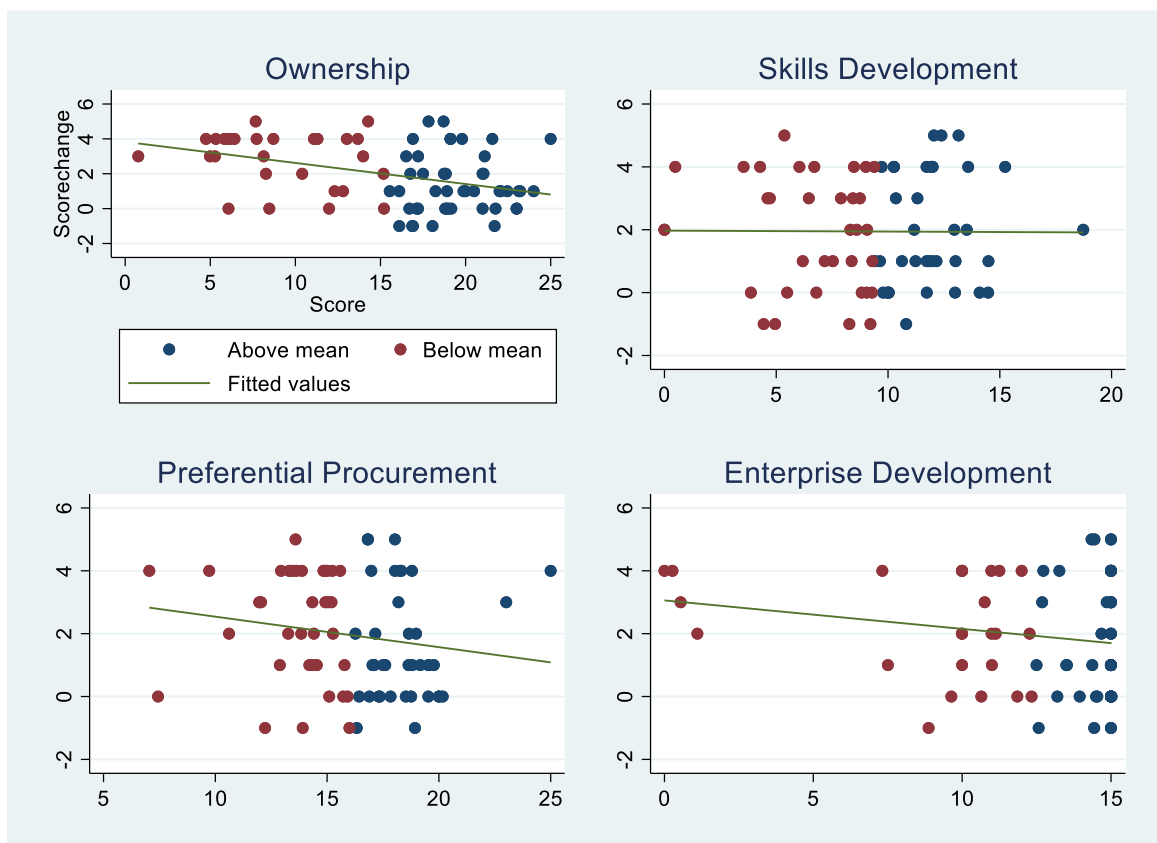 Ownership
Scorechange
6
4
2
0
-2
0 5 10 15 20 25
Score
Above mean Below mean
Fitted values
Skills Development
6
4
2
0
-2
0 5 10 15 20
Preferential Procurement
6
4
2
0
-2
5 10 15 20 25
Enterprise Development
6
4
2
0
-2
0 5 10 15